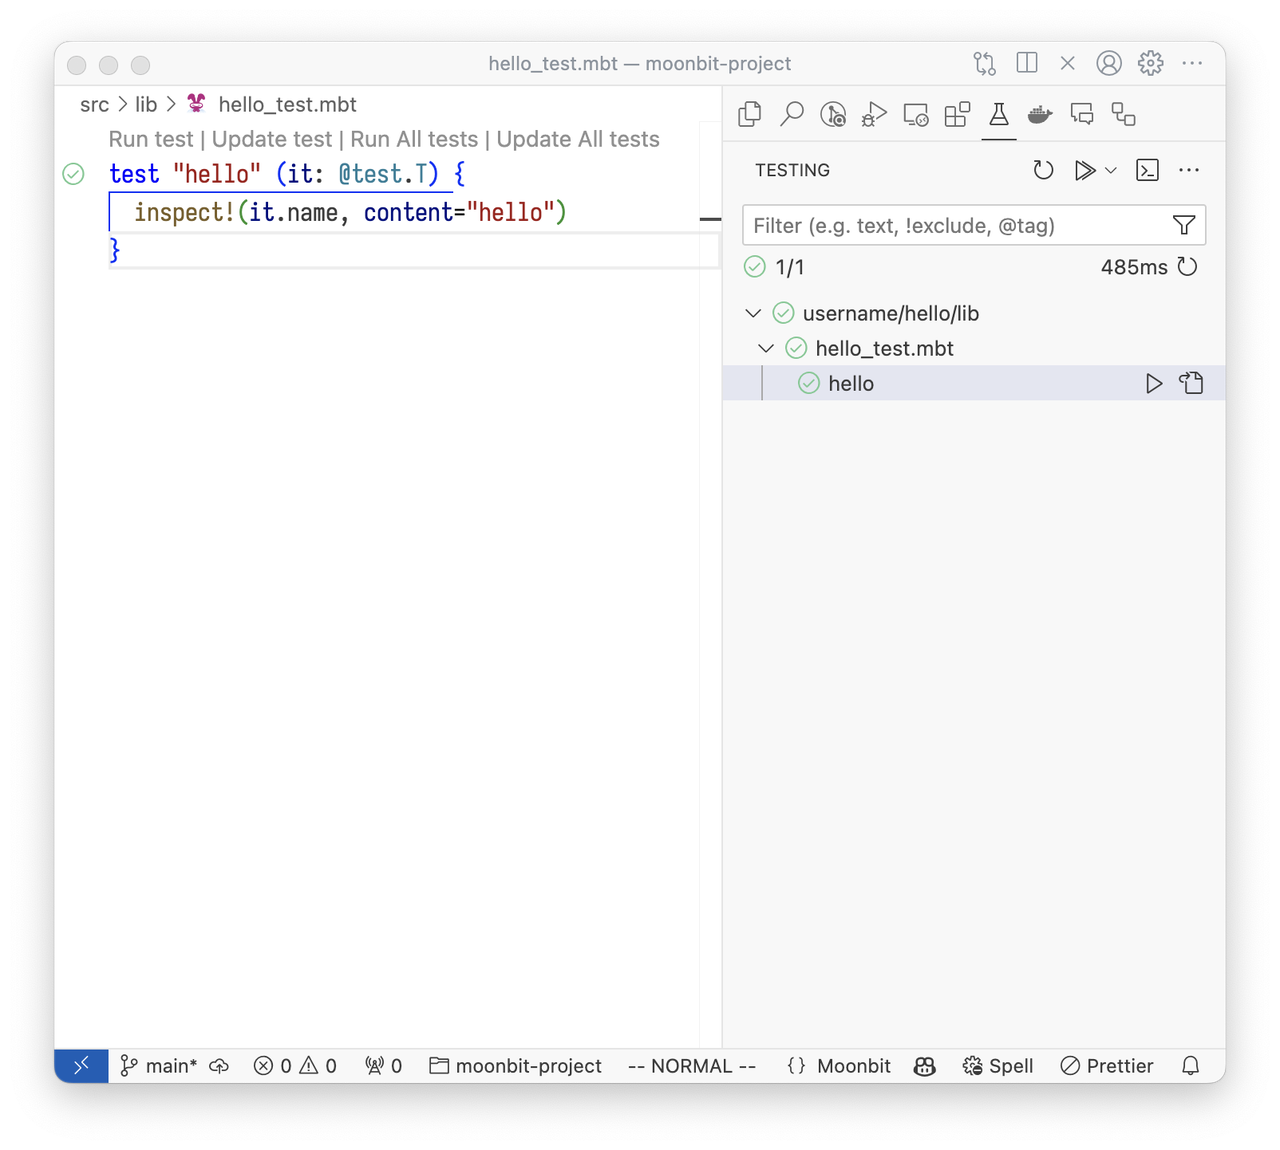 hello_test.mbt — moonbit-project
src > lib > hello_test.mbt
Run test | Update test | Run All tests | Update All tests
test "hello" (it: @test.T) {
inspect!(it.name, content="hello")
}
TESTING
Filter (e.g. text, !exclude, @tag)
1/1 485ms
username/hello/lib
hello_test.mbt
hello
main* 0 0 0 moonbit-project -- NORMAL -- {} Moonbit Spell Prettier